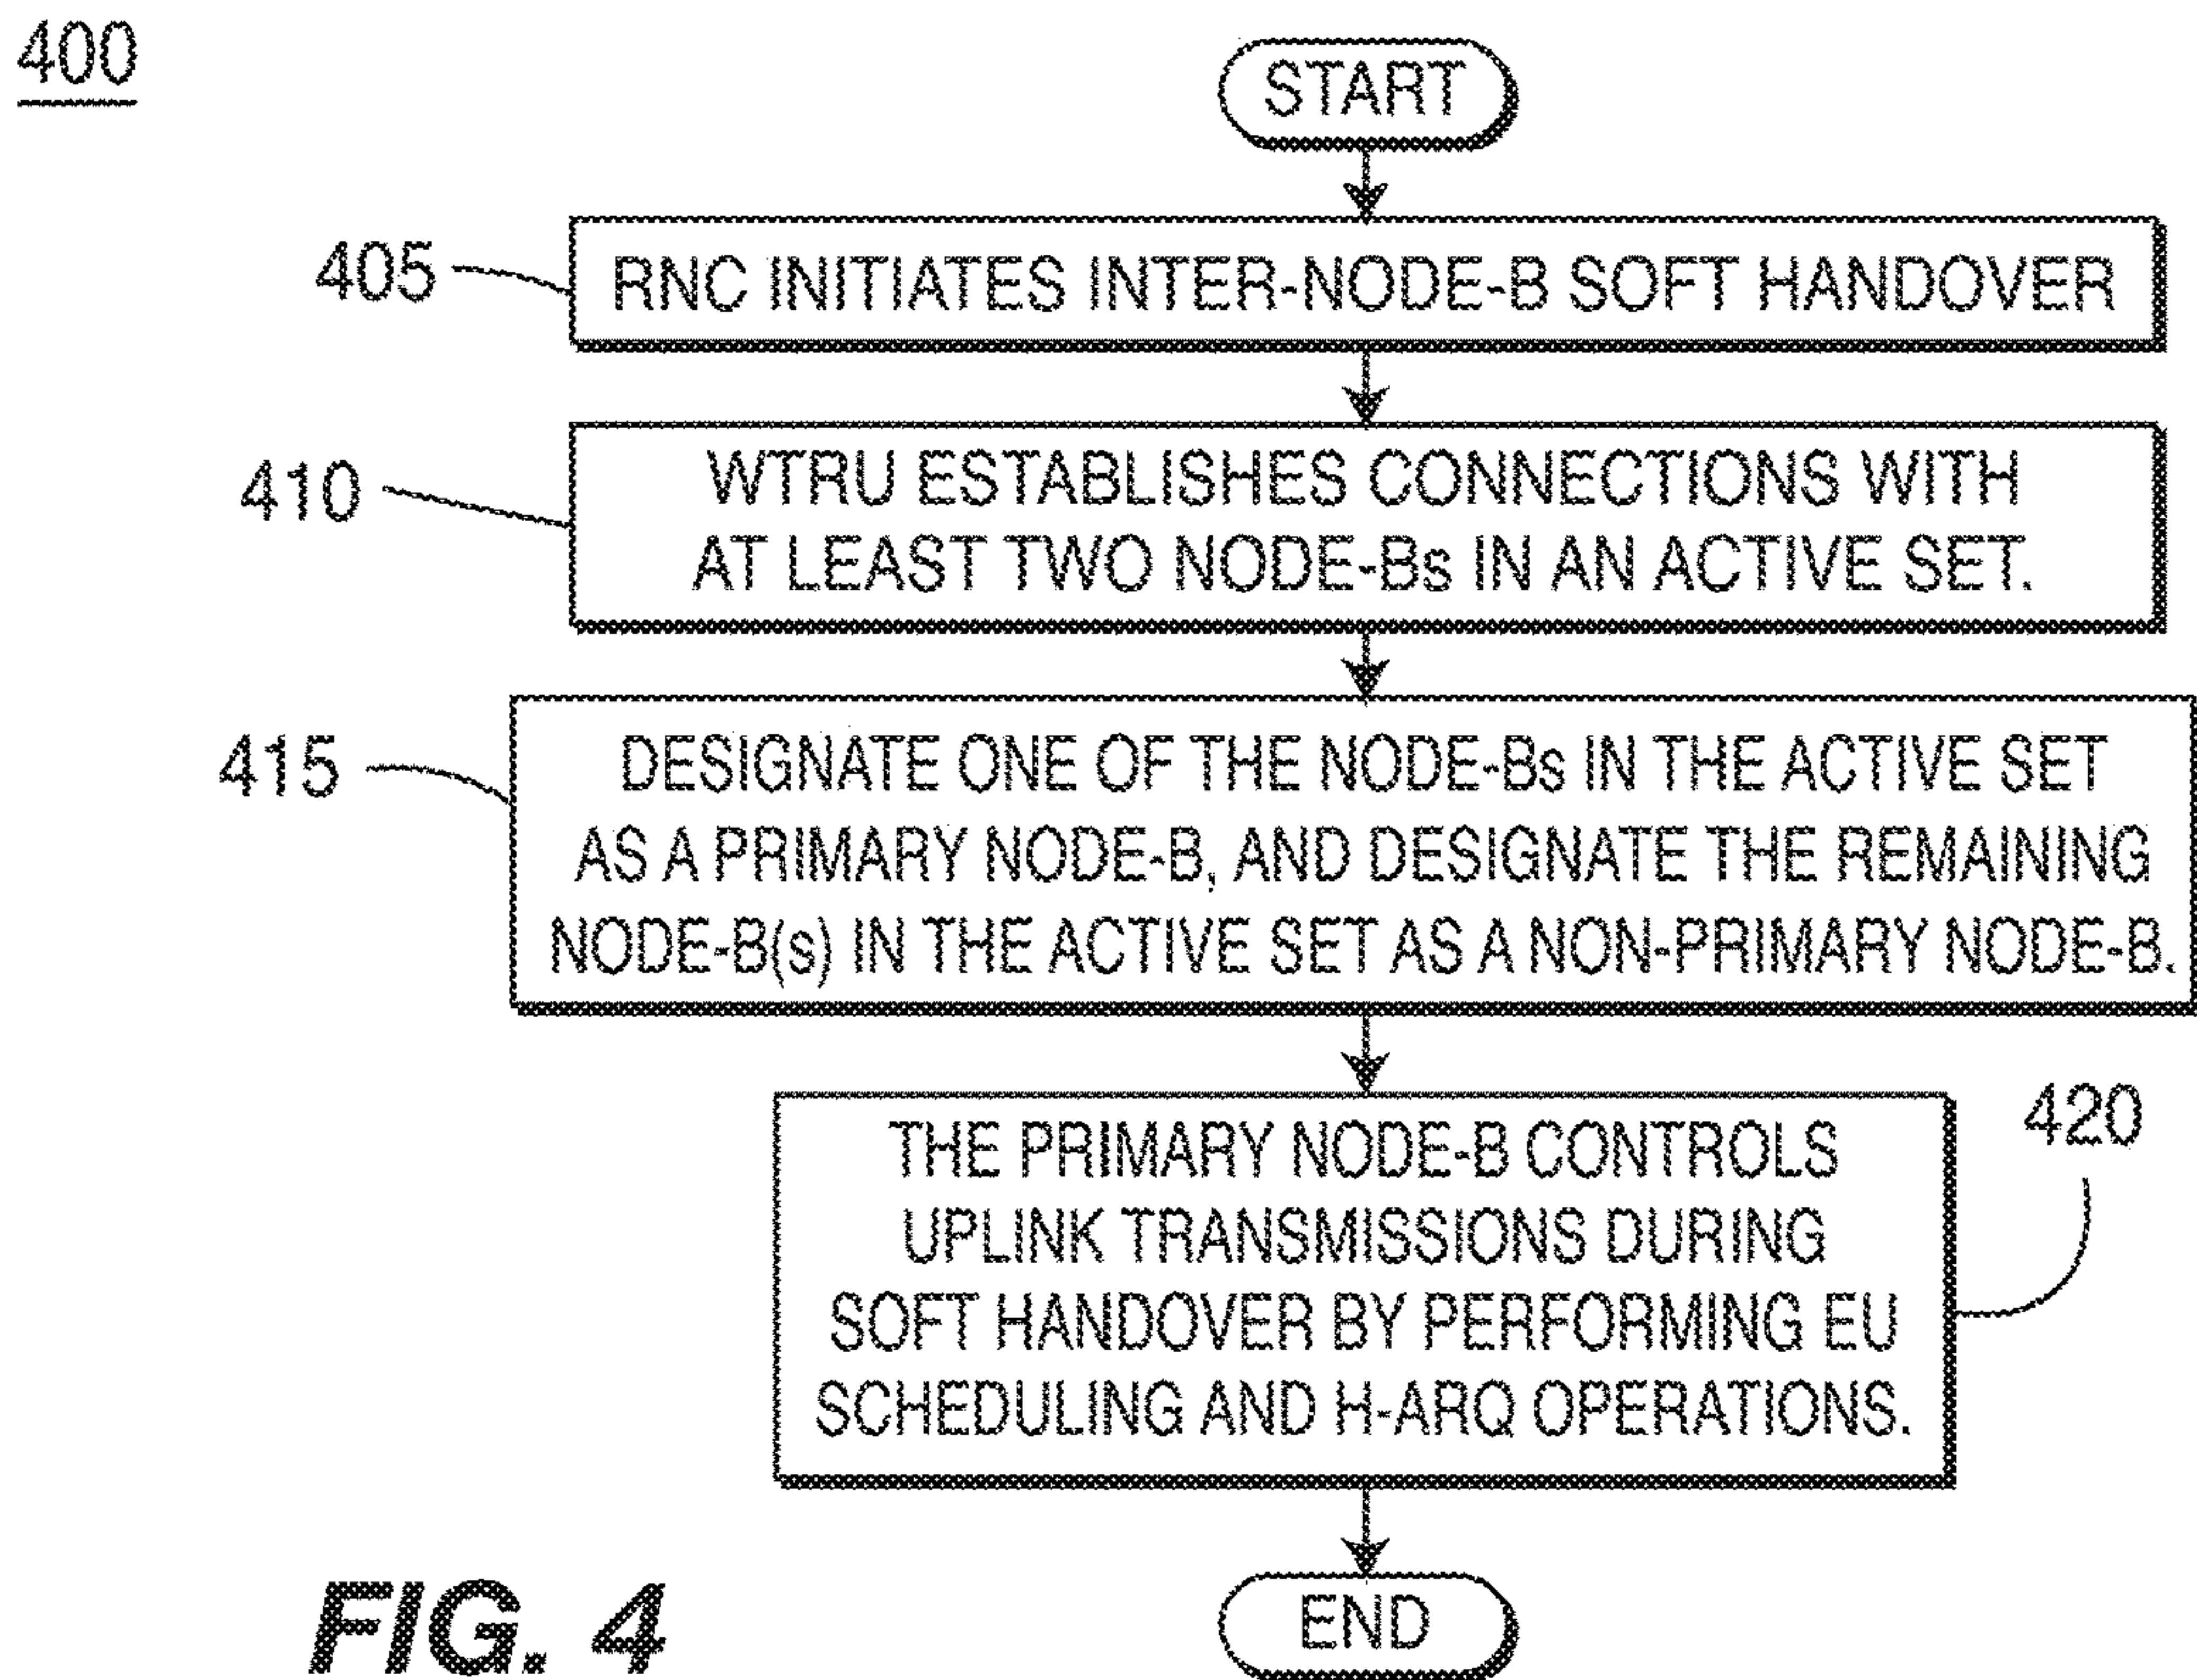 400
START
405
RNC INITIATES INTER-NODE-B SOFT HANDOVER
410
WTRU ESTABLISHES CONNECTIONS WITH
AT LEAST TWO NODE-Bs IN AN ACTIVE SET.
415
DESIGNATE ONE OF THE NODE-Bs IN THE ACTIVE SET
AS A PRIMARY NODE-B, AND DESIGNATE THE REMAINING
NODE-B(s) IN THE ACTIVE SET AS A NON-PRIMARY NODE-B.
420
THE PRIMARY NODE-B CONTROLS
UPLINK TRANSMISSIONS DURING
SOFT HANDOVER BY PERFORMING EU
SCHEDULING AND H-ARQ OPERATIONS.
END
FIG. 4